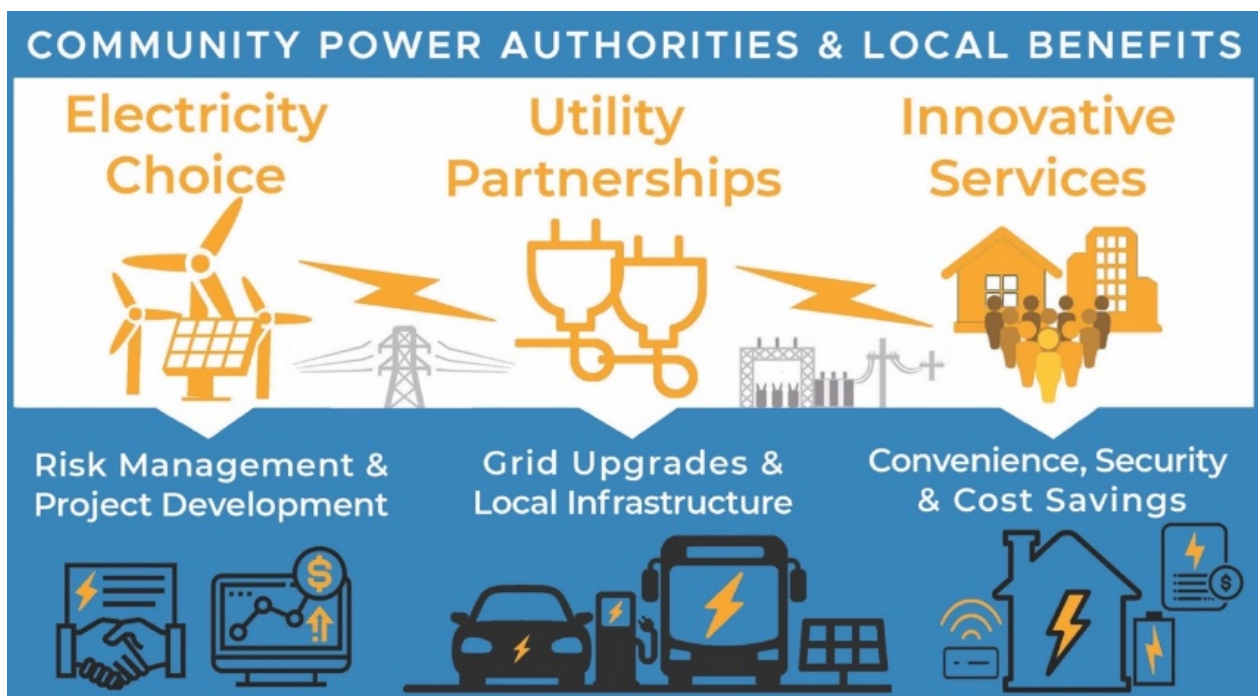 COMMUNITY POWER AUTHORITIES & LOCAL BENEFITS
Electricity
Choice
Utility
Partnerships
Innovative
Services
Risk Management &
Project Development
$
Grid Upgrades &
Local Infrastructure
Convenience, Security
& Cost Savings
$